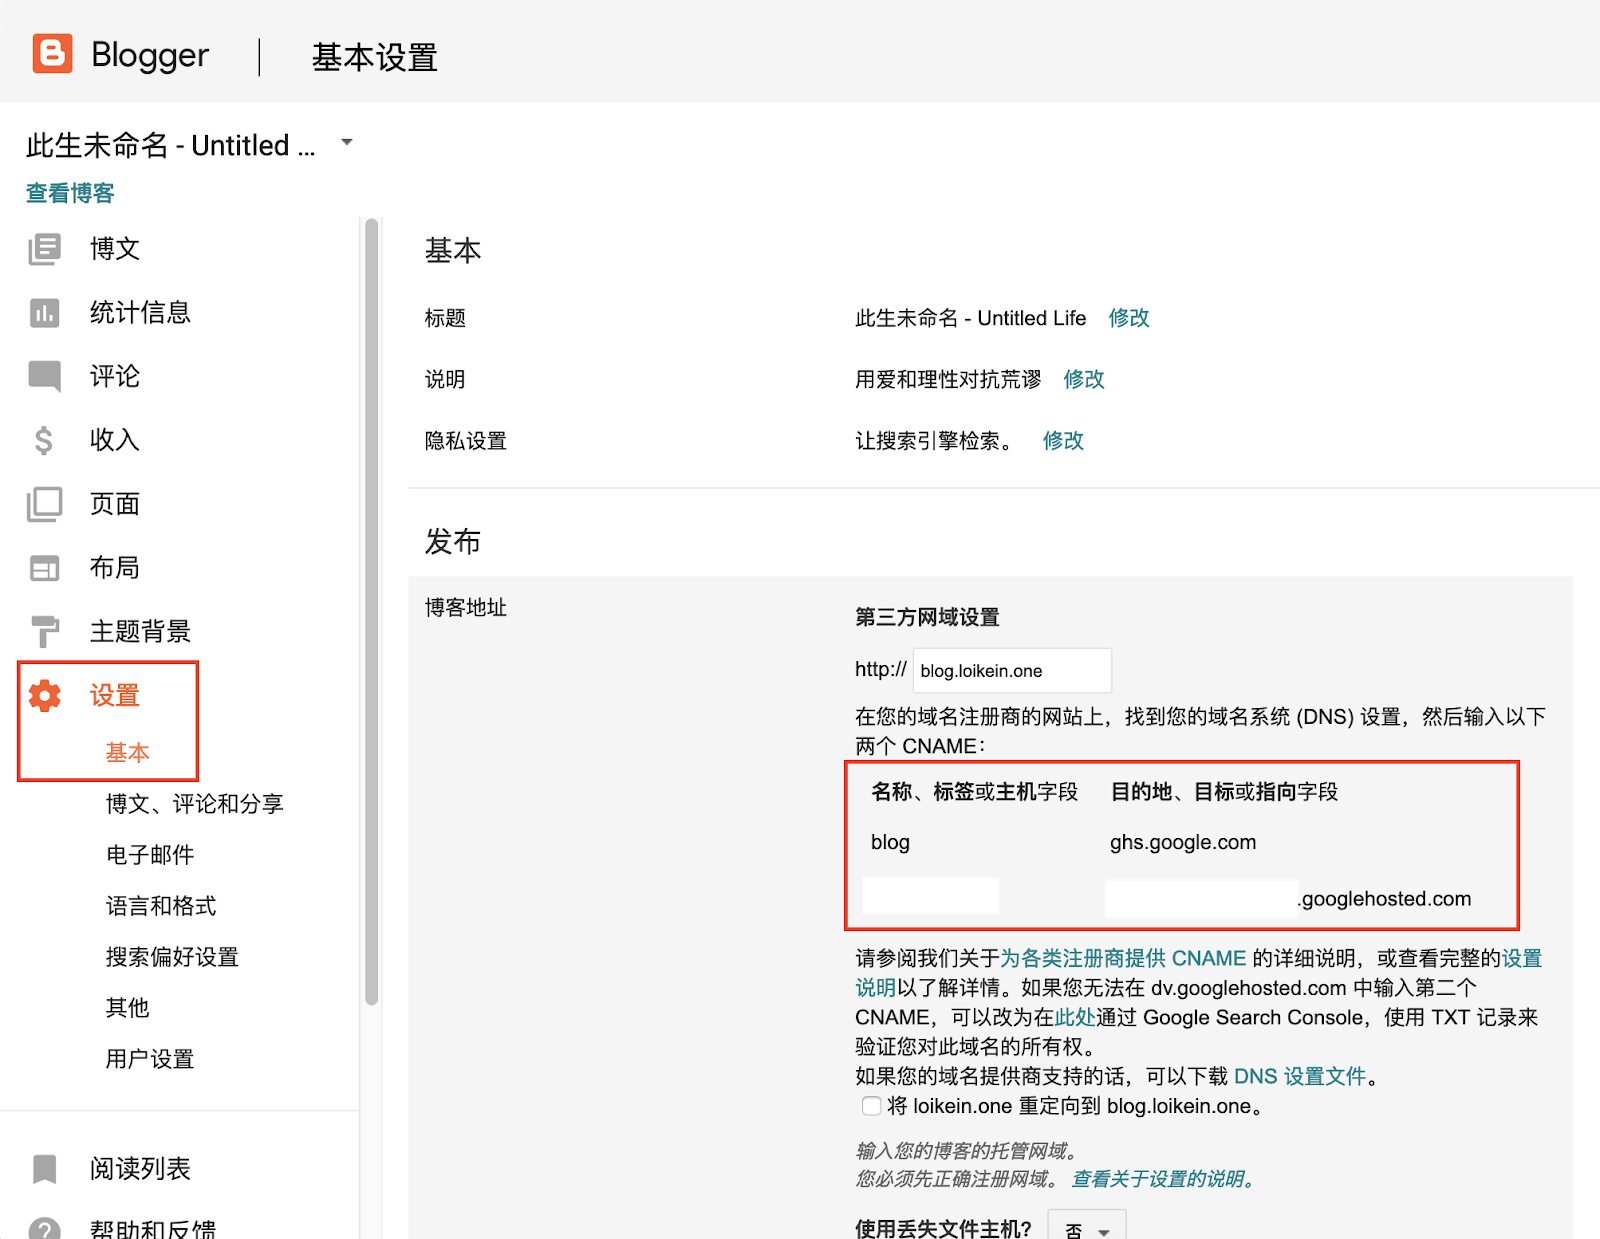 Blogger
基本设置
此生未命名 - Untitled ...
查看博客
博文
统计信息
评论
收入
页面
布局
主题背景
设置
基本
博文、评论和分享
电子邮件
语言和格式
搜索偏好设置
其他
用户设置
阅读列表
帮助和反馈
基本
标题 此生未命名 - Untitled Life 修改
说明 用爱和理性对抗荒谬 修改
隐私设置 让搜索引擎检索。 修改
发布
博客地址
第三方网域设置
http:// blog.loikein.one
在您的域名注册商的网站上，找到您的域名系统 (DNS) 设置，然后输入以下
两个 CNAME：
名称、标签或主机字段 目的地、目标或指向字段
blog ghs.google.com
.googlehosted.com
请参阅我们关于为各类注册商提供 CNAME 的详细说明，或查看完整的设置
说明以了解详情。如果您无法在 dv.googlehosted.com 中输入第二个
CNAME，可以改为在此处通过 Google Search Console，使用 TXT 记录来
验证您对此域名的所有权。
如果您的域名提供商支持的话，可以下载 DNS 设置文件。
将 loikein.one 重定向到 blog.loikein.one。
输入您的博客的托管网域。
您必须先正确注册网域。 查看关于设置的说明。
使用丢失文件主机？ 否